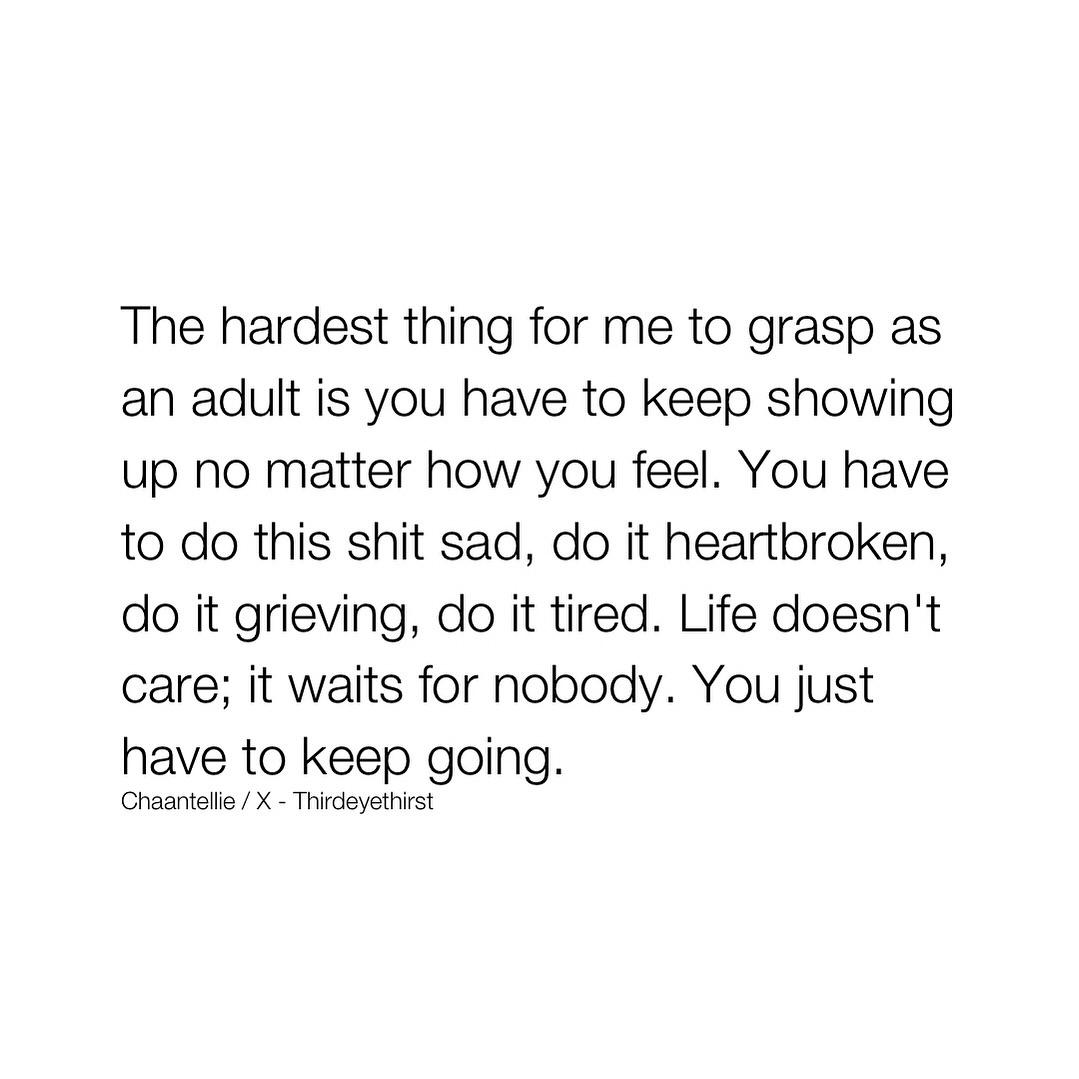 The hardest thing for me to grasp as
an adult is you have to keep showing
up no matter how you feel. You have
to do this shit sad, do it heartbroken,
do it grieving, do it tired. Life doesn't
care; it waits for nobody. You just
have to keep going.
Chaantellie / X - Thirdeyethirst